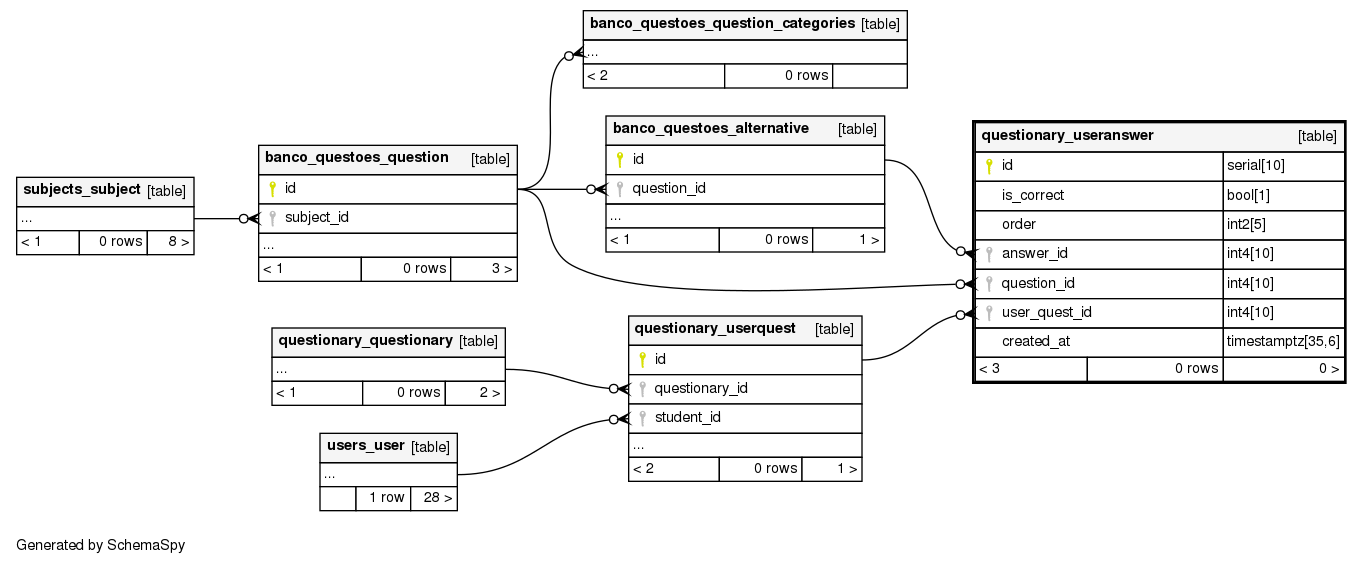 banco_questoes_question_categories [table]
...
< 2 0 rows
banco_questoes_alternative [table]
id
question_id
...
< 1 0 rows 1 >
questionary_useranswer [table]
id serial[10]
is_correct bool[1]
order int2[5]
answer_id int4[10]
question_id int4[10]
user_quest_id int4[10]
created_at timestamptz[35,6]
< 3 0 rows 0 >
banco_questoes_question [table]
id
subject_id
...
< 1 0 rows 3 >
subjects_subject [table]
...
< 1 0 rows 8 >
questionary_userquest [table]
id
questionary_id
student_id
...
< 2 0 rows 1 >
questionary_questionary [table]
...
< 1 0 rows 2 >
users_user [table]
...
1 row 28 >
Generated by SchemaSpy